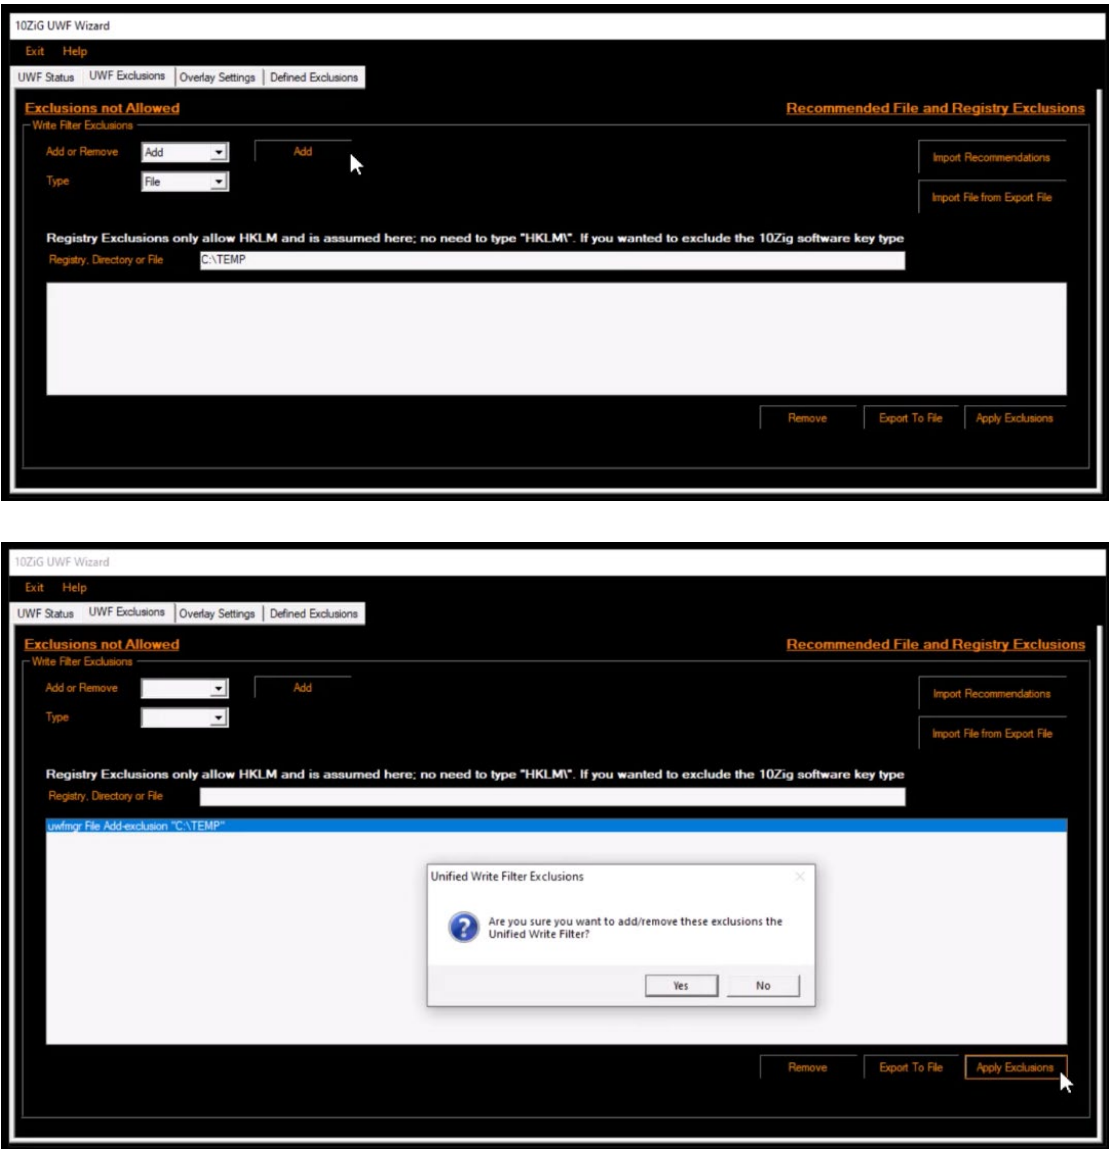 10ZiG UWF Wizard
Exit Help
UWF Status UWF Exclusions Overlay Settings Defined Exclusions
Exclusions not Allowed Recommended File and Registry Exclusions
Write Filter Exclusions
Add or Remove Add Add Import Recommendations
Type File Import File from Export File
Registry Exclusions only allow HKLM and is assumed here; no need to type "HKLM\". If you wanted to exclude the 10Zig software key type
Registry, Directory or File C:\TEMP
Remove Export To File Apply Exclusions
10ZiG UWF Wizard
Exit Help
UWF Status UWF Exclusions Overlay Settings Defined Exclusions
Exclusions not Allowed Recommended File and Registry Exclusions
Write Filter Exclusions
Add or Remove Add Import Recommendations
Type Import File from Export File
Registry Exclusions only allow HKLM and is assumed here; no need to type "HKLM\". If you wanted to exclude the 10Zig software key type
Registry, Directory or File
uwfmgr File Add-exclusion "C:\TEMP"
Unified Write Filter Exclusions
Are you sure you want to add/remove these exclusions the
Unified Write Filter?
Yes No
Remove Export To File Apply Exclusions